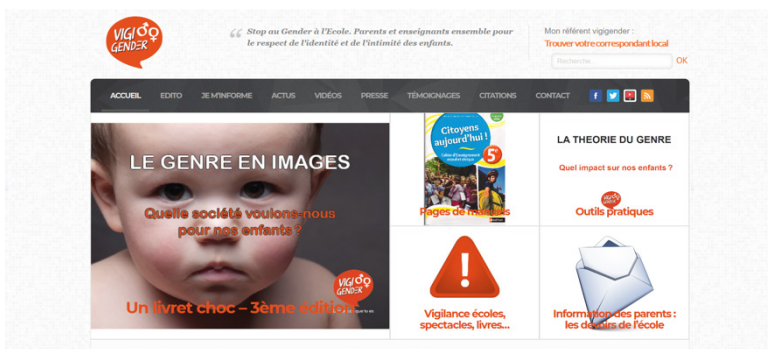 VIGI
GENDER
Stop au Gender à l'Ecole. Parents et enseignants ensemble pour
le respect de l'identité et de l'intimité des enfants.
Mon référent vigigender :
Trouver votre correspondant local
Recherche
OK
ACCUEIL EDITO JE M'INFORME ACTUS VIDÉOS PRESSE TÉMOIGNAGES CITATIONS CONTACT
LE GENRE EN IMAGES
Quelle société voulons-nous
pour nos enfants ?
VIGI
GENDER
Un livret choc – 3ème édition
Citoyens
aujourd'hui !
5e
Pages de manuels
LA THEORIE DU GENRE
Quel impact sur nos enfants ?
VIGI
GENDER
Outils pratiques
Vigilance écoles,
spectacles, livres...
Information des parents :
les devoirs de l'école